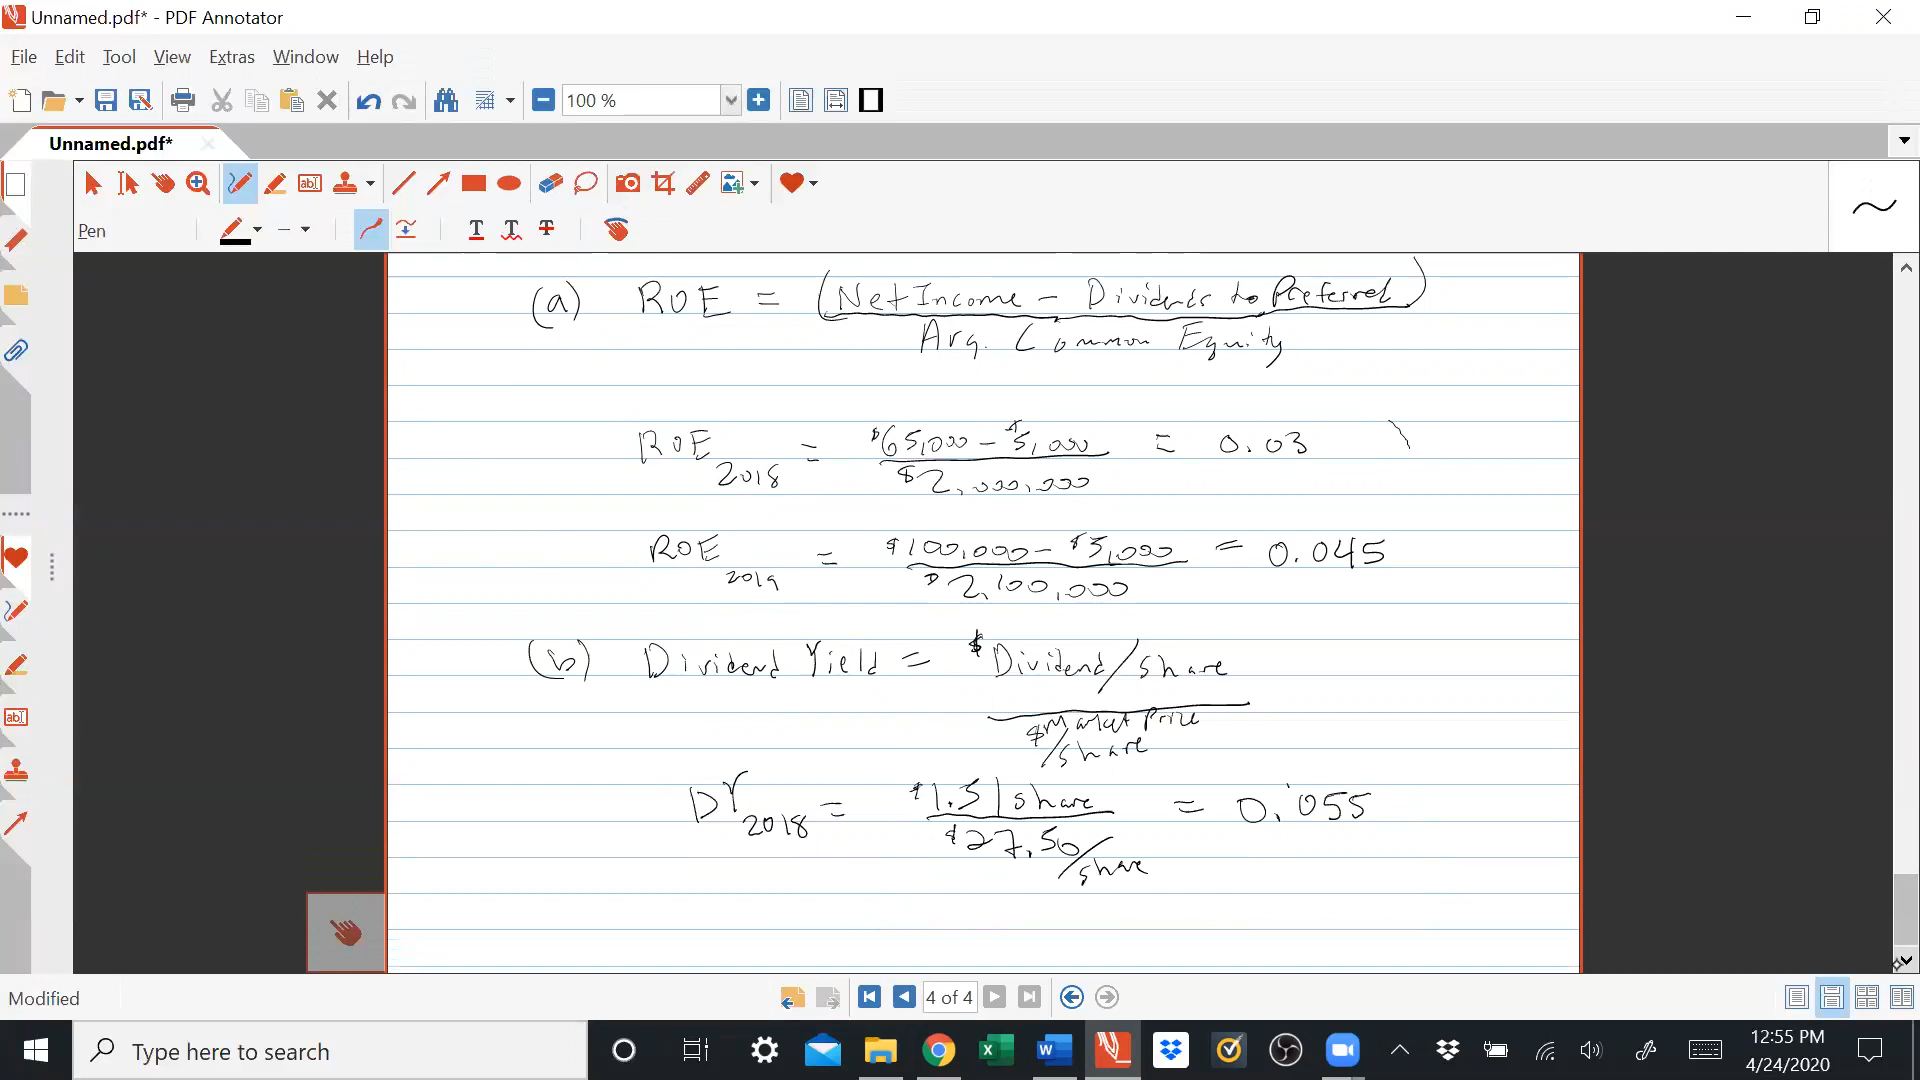 Unnamed.pdf* - PDF Annotator
File Edit Tool View Extras Window Help
100 %
Unnamed.pdf*
Pen
(a) ROE = (Net Income - Dividends to Preferred)
Avg. Common Equity
ROE 2018 = $65,000 - $5,000 = 0.03
$2,000,000
ROE 2019 = $100,000 - $5,000 = 0.045
$2,100,000
(b) Dividend Yield = $Dividend/share
$Market Price
/share
DY 2018 = $1.5 | share = 0.055
$27.50/share
Modified
4 of 4
Type here to search
12:55 PM
4/24/2020